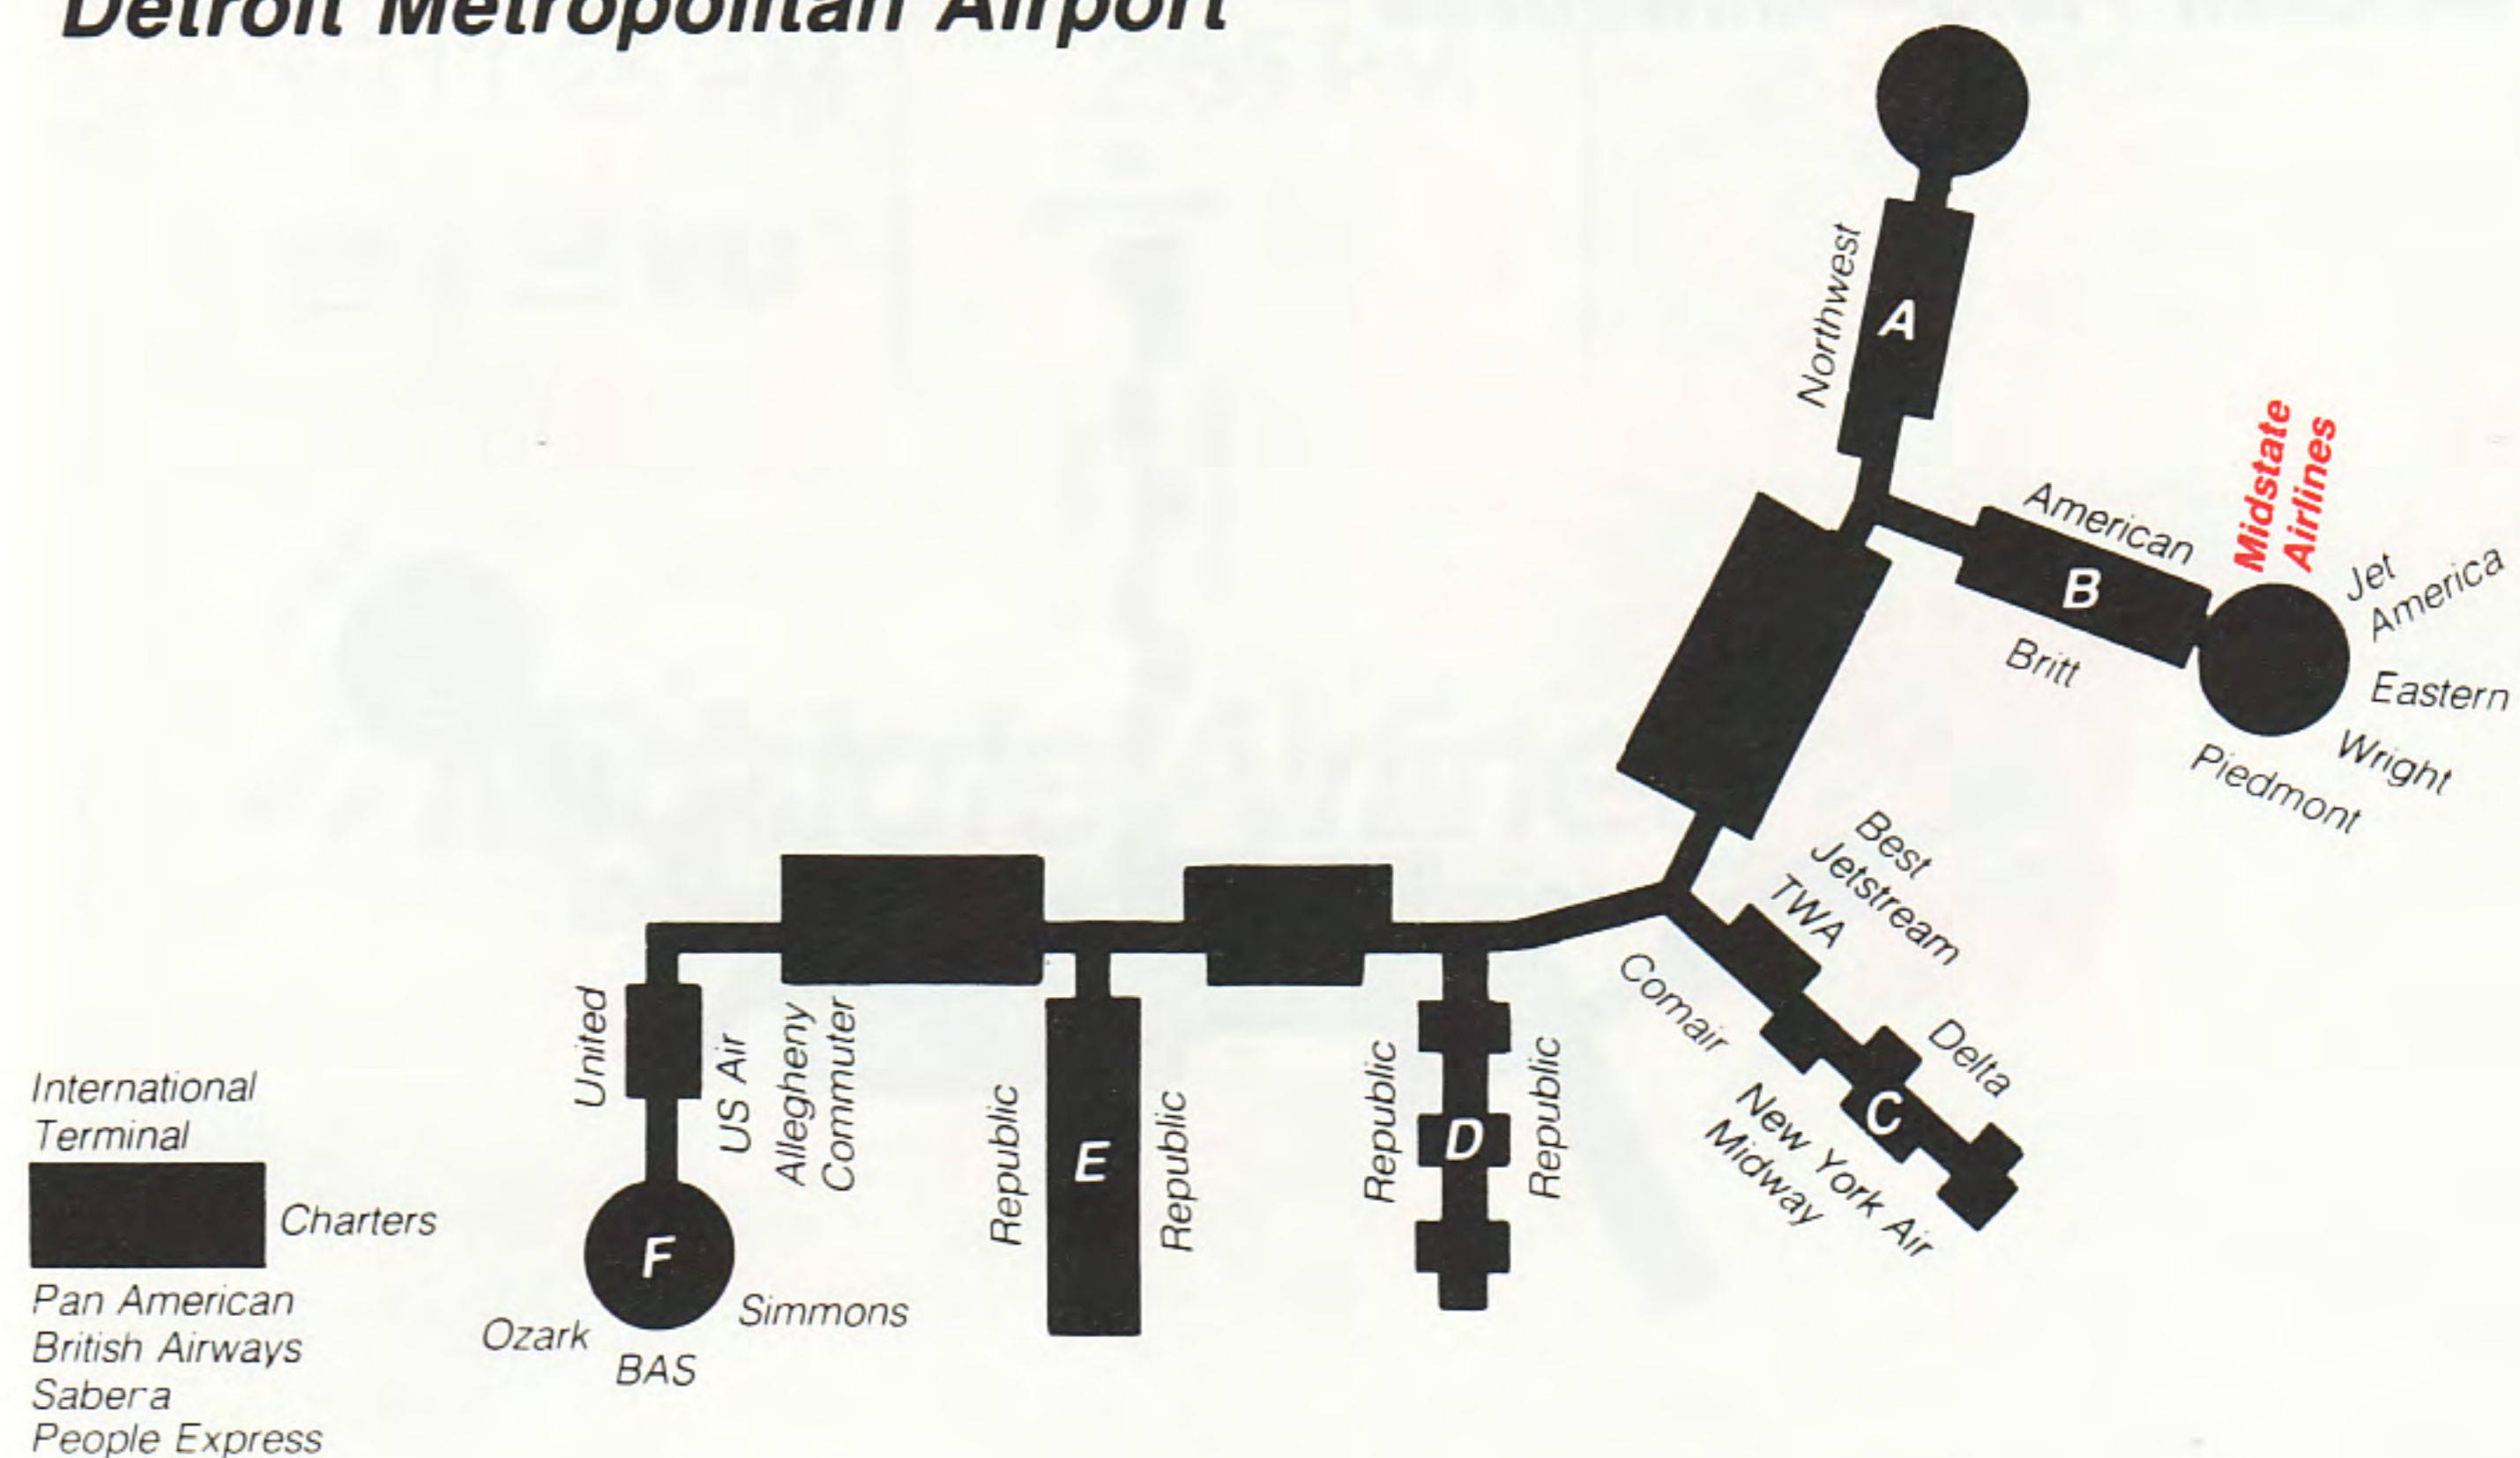 Detroit Metropolitan Airport
Northwest
A
Midstate
Airlines
American
B
Britt
Jet
America
Eastern
Wright
Piedmont
Best
Jetstream
TWA
Delta
Comair
C
New York Air
Midway
United
US Air
Allegheny
Commuter
F
Ozark
BAS
Simmons
Republic
E
Republic
Republic
D
Republic
International
Terminal
Charters
Pan American
British Airways
Sabera
People Express